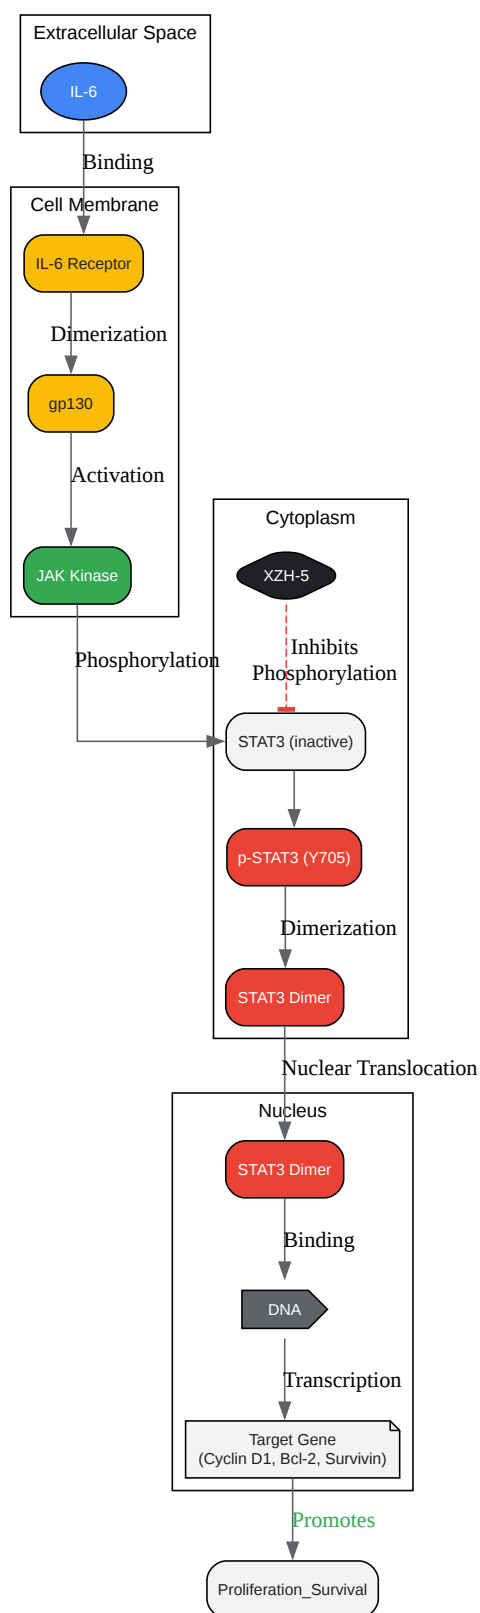 Extracellular Space
IL-6
Binding
Cell Membrane
IL-6 Receptor
Dimerization
gp130
Activation
JAK Kinase
Phosphorylation
Cytoplasm
XZH-5
Inhibits
Phosphorylation
STAT3 (inactive)
p-STAT3 (Y705)
Dimerization
STAT3 Dimer
Nuclear Translocation
Nucleus
STAT3 Dimer
Binding
DNA
Transcription
Target Gene
(Cyclin D1, Bcl-2, Survivin)
Promotes
Proliferation_Survival